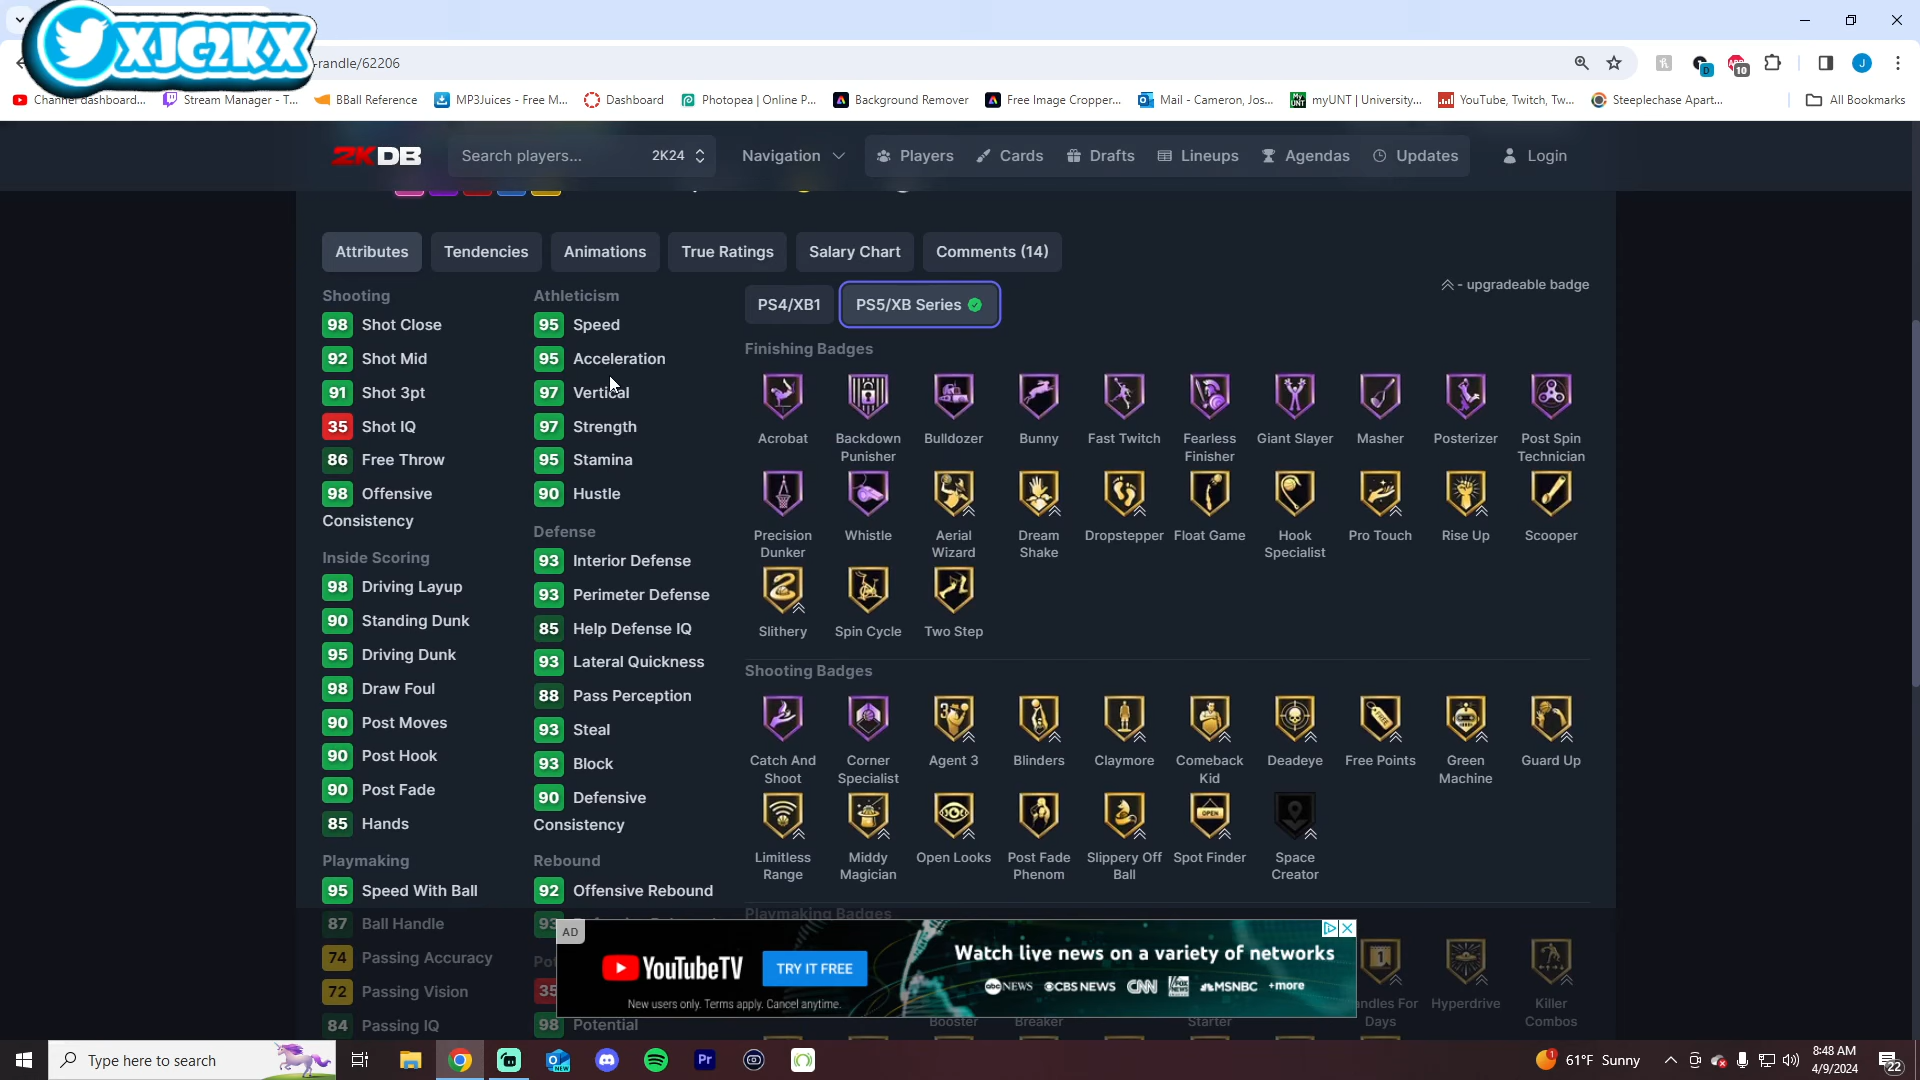 XJC2KX
-randle/62206
Channel dashboard...
Stream Manager - T...
BBall Reference
MP3Juices - Free M...
Dashboard
Photopea | Online P...
Background Remover
Free Image Cropper...
Mail - Cameron, Jos...
myUNT | University...
YouTube, Twitch, Tw...
Steeplechase Apart...
All Bookmarks
2KDB
Search players...
2K24
Navigation
Players
Cards
Drafts
Lineups
Agendas
Updates
Login
Attributes
Tendencies
Animations
True Ratings
Salary Chart
Comments (14)
Shooting
98 Shot Close
92 Shot Mid
91 Shot 3pt
35 Shot IQ
86 Free Throw
98 Offensive
Consistency
Inside Scoring
98 Driving Layup
90 Standing Dunk
95 Driving Dunk
98 Draw Foul
90 Post Moves
90 Post Hook
90 Post Fade
85 Hands
Playmaking
95 Speed With Ball
87 Ball Handle
74 Passing Accuracy
72 Passing Vision
84 Passing IQ
Athleticism
95 Speed
95 Acceleration
97 Vertical
97 Strength
95 Stamina
90 Hustle
Defense
93 Interior Defense
93 Perimeter Defense
85 Help Defense IQ
93 Lateral Quickness
88 Pass Perception
93 Steal
93 Block
90 Defensive
Consistency
Rebound
92 Offensive Rebound
93
35
98 Potential
PS4/XB1
PS5/XB Series
- upgradeable badge
Finishing Badges
Acrobat
Backdown
Punisher
Bulldozer
Bunny
Fast Twitch
Fearless
Finisher
Giant Slayer
Masher
Posterizer
Post Spin
Technician
Precision
Dunker
Whistle
Aerial
Wizard
Dream
Shake
Dropstepper
Float Game
Hook
Specialist
Pro Touch
Rise Up
Scooper
Slithery
Spin Cycle
Two Step
Shooting Badges
Catch And
Shoot
Corner
Specialist
Agent 3
Blinders
Claymore
Comeback
Kid
Deadeye
Free Points
Green
Machine
Guard Up
Limitless
Range
Middy
Magician
Open Looks
Post Fade
Phenom
Slippery Off
Ball
Spot Finder
Space
Creator
Playmaking Badges
Handles For
Days
Hyperdrive
Killer
Combos
Booster
Breaker
Starter
AD
YouTubeTV
TRY IT FREE
New users only. Terms apply. Cancel anytime.
Watch live news on a variety of networks
abc NEWS
CBS NEWS
CNN
FOX NEWS
MSNBC
+more
Type here to search
61°F Sunny
8:48 AM
4/9/2024
22